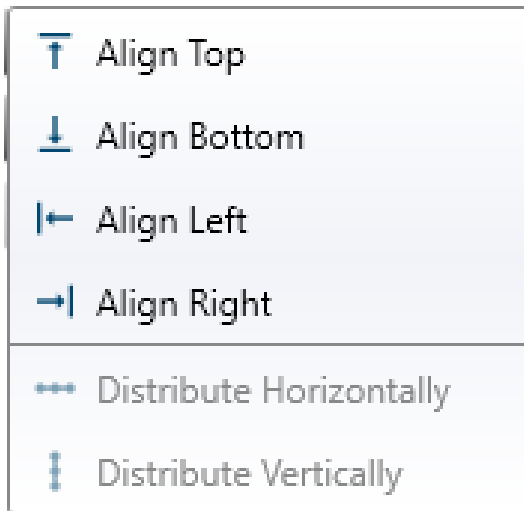 Align Top
Align Bottom
Align Left
Align Right
Distribute Horizontally
Distribute Vertically